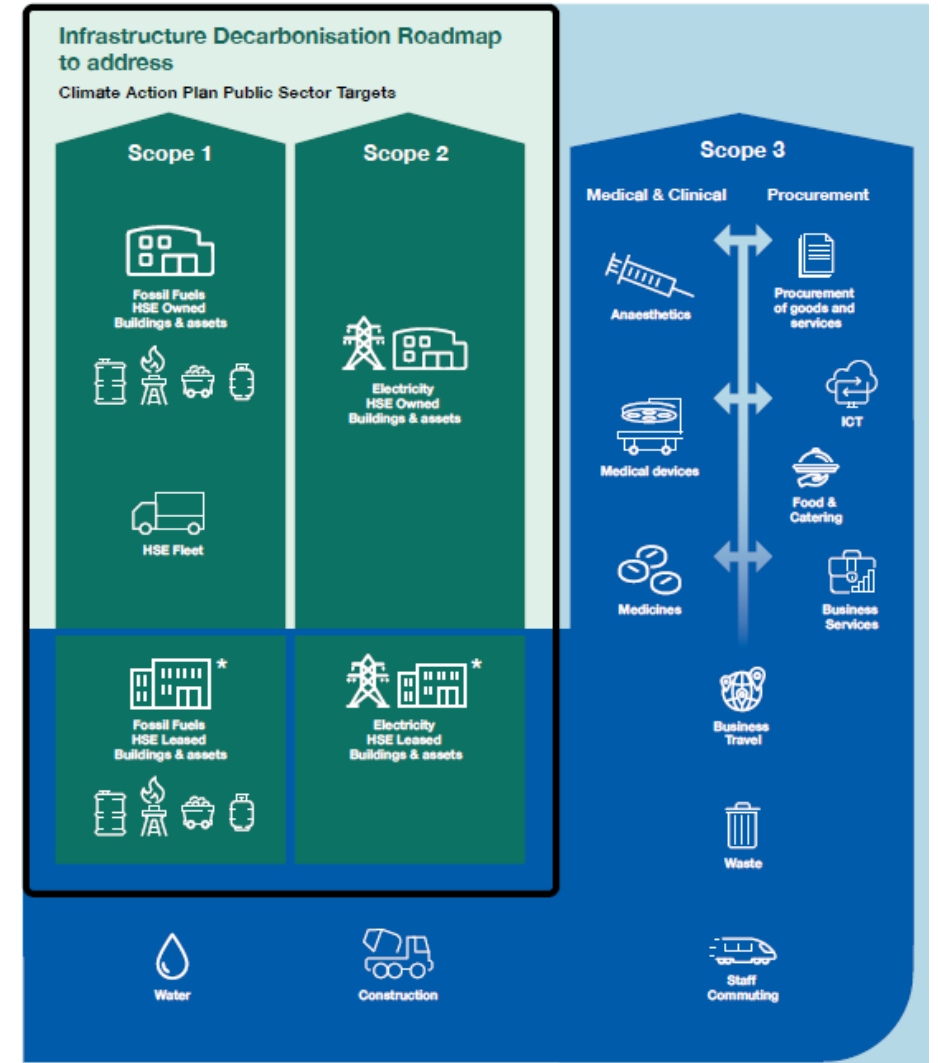 Infrastructure Decarbonisation Roadmap
to address
Climate Action Plan Public Sector Targets
Scope 1
Fossil Fuels
HSE Owned
Buildings & assets
HSE Fleet
*
Fossil Fuels
HSE Leased
Buildings & assets
Scope 2
Electricity
HSE Owned
Buildings & assets
*
Electricity
HSE Leased
Buildings & assets
Scope 3
Medical & Clinical
Anaesthetics
Medical devices
Medicines
Procurement
Procurement
of goods and
services
ICT
Food &
Catering
Business
Services
Business
Travel
Waste
Water
Construction
Staff
Commuting